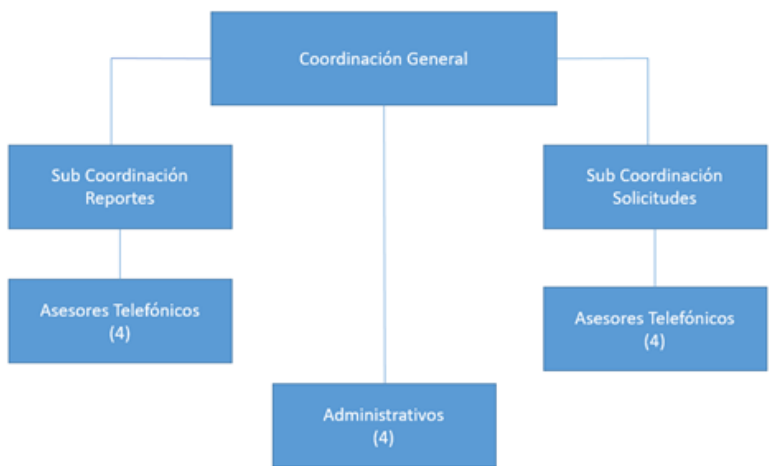 Coordinación General
Sub Coordinación
Reportes
Sub Coordinación
Solicitudes
Asesores Telefónicos
(4)
Asesores Telefónicos
(4)
Administrativos
(4)